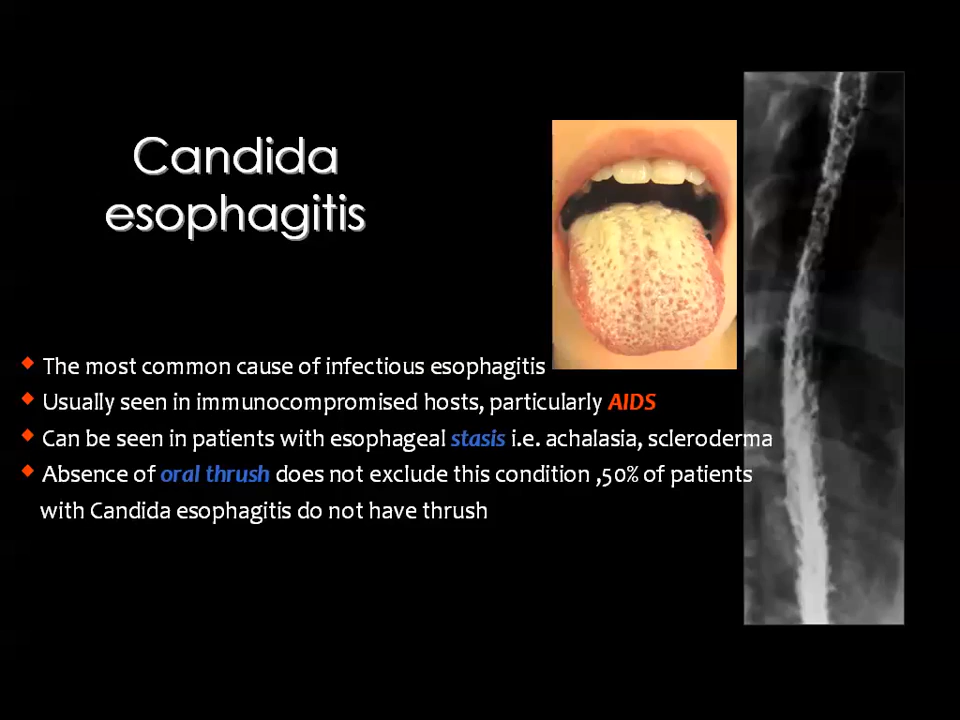 Candida
esophagitis
The most common cause of infectious esophagitis
Usually seen in immunocompromised hosts, particularly AIDS
Can be seen in patients with esophageal stasis i.e. achalasia, scleroderma
Absence of oral thrush does not exclude this condition ,50% of patients
with Candida esophagitis do not have thrush